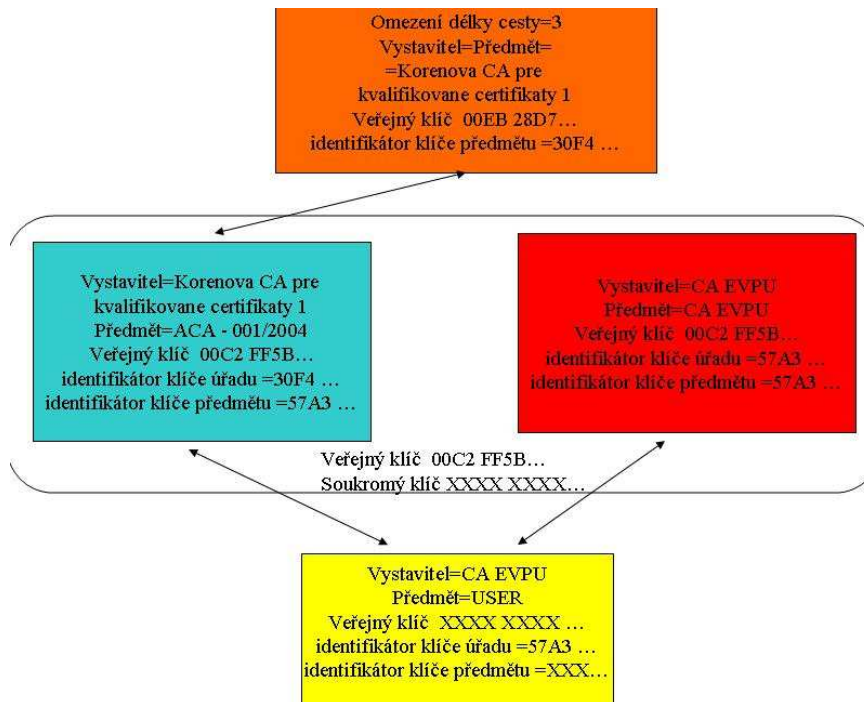 Omezení délky cesty=3
Vystavitel=Předmět=
=Korenova CA pre
kvalifikovane certifikaty 1
Veřejný klíč 00EB 28D7…
identifikátor klíče předmětu =30F4 …
Vystavitel=Korenova CA pre
kvalifikovane certifikaty 1
Předmět=ACA - 001/2004
Veřejný klíč 00C2 FF5B…
identifikátor klíče úřadu =30F4 …
identifikátor klíče předmětu =57A3 …
Vystavitel=CA EVPU
Předmět=CA EVPU
Veřejný klíč 00C2 FF5B…
identifikátor klíče úřadu =57A3 …
identifikátor klíče předmětu =57A3 …
Veřejný klíč 00C2 FF5B…
Soukromý klíč XXXX XXXX…
Vystavitel=CA EVPU
Předmět=USER
Veřejný klíč XXXX XXXX …
identifikátor klíče úřadu =57A3 …
identifikátor klíče předmětu =XXX…